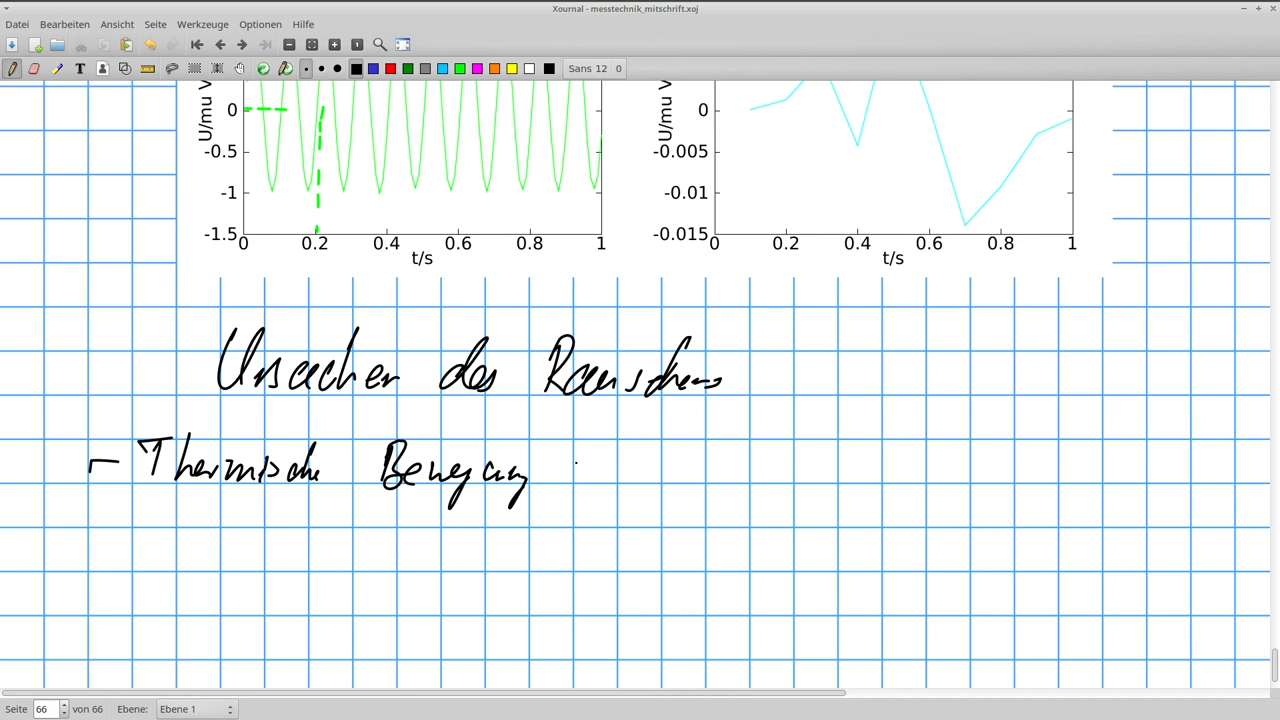 Xournal - messtechnik_mitschrift.xoj
Datei Bearbeiten Ansicht Seite Werkzeuge Optionen Hilfe
Sans 12 0
U/mu V
0
-0.5
-1
-1.5
0 0.2 0.4 0.6 0.8 1
t/s
U/mu V
0
-0.005
-0.01
-0.015
0 0.2 0.4 0.6 0.8 1
t/s
Ursachen des Rauschens
- Thermische Bewegung
Seite 66 von 66 Ebene: Ebene 1